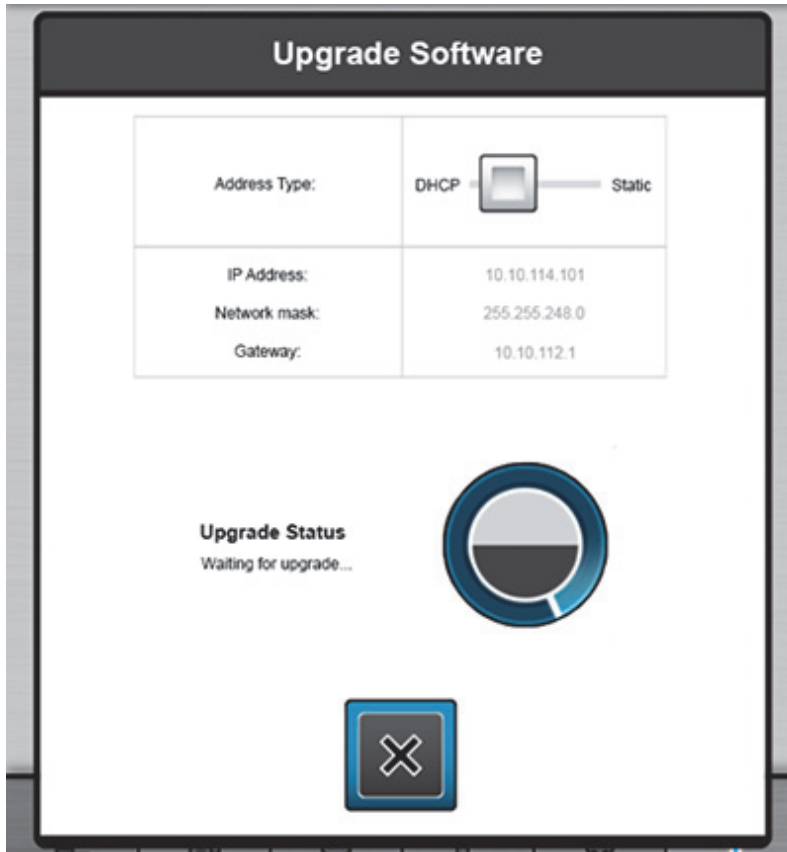 Upgrade Software
Address Type:
DHCP
Static
IP Address:
10.10.114.101
Network mask:
255.255.248.0
Gateway:
10.10.112.1
Upgrade Status
Waiting for upgrade...